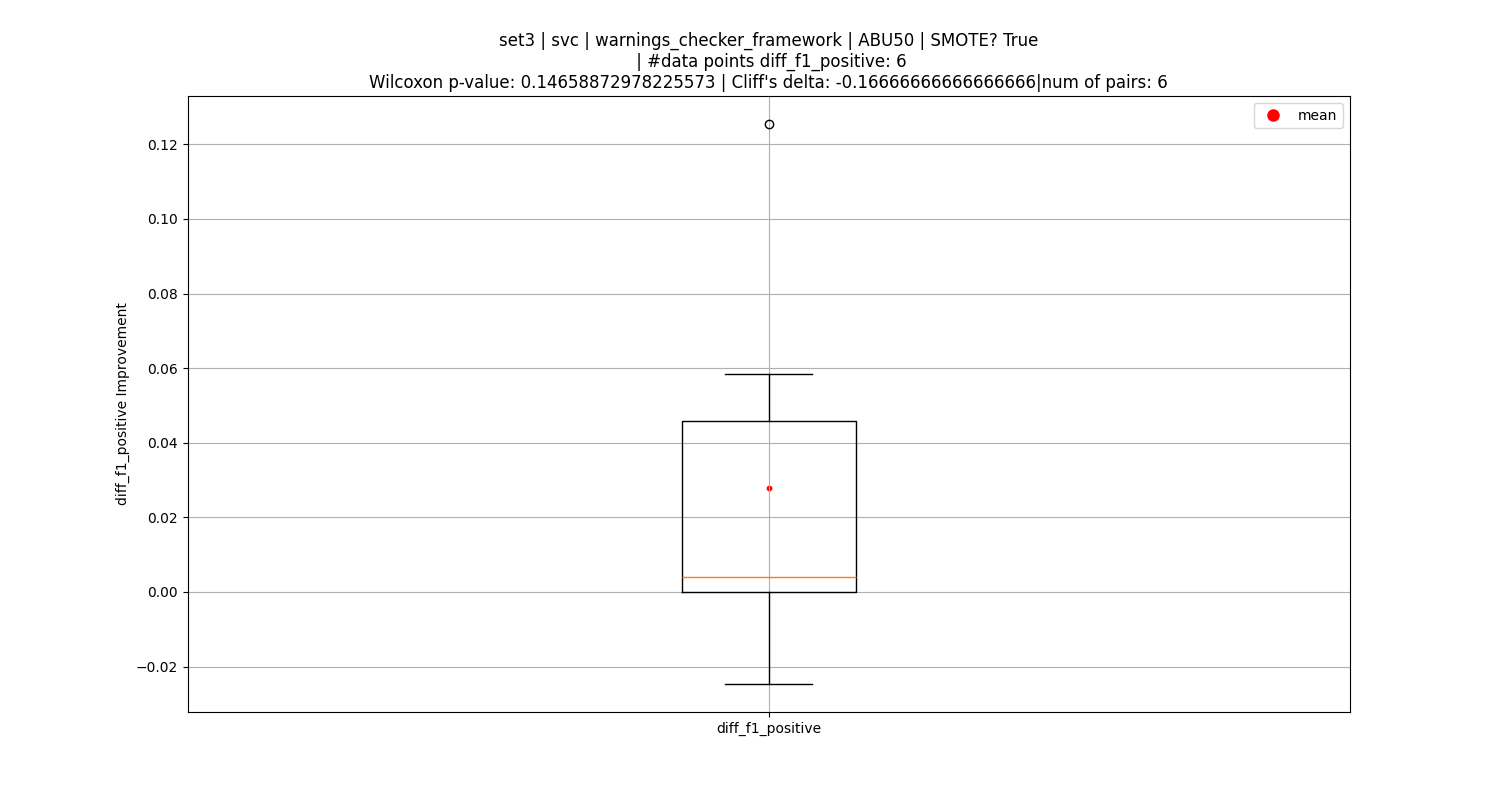 set3 | svc | warnings_checker_framework | ABU50 | SMOTE? True
| #data points diff_f1_positive: 6
Wilcoxon p-value: 0.14658872978225573 | Cliff's delta: -0.16666666666666666|num of pairs: 6
mean
0.12
0.10
0.08
0.06
0.04
0.02
0.00
−0.02
diff_f1_positive Improvement
diff_f1_positive